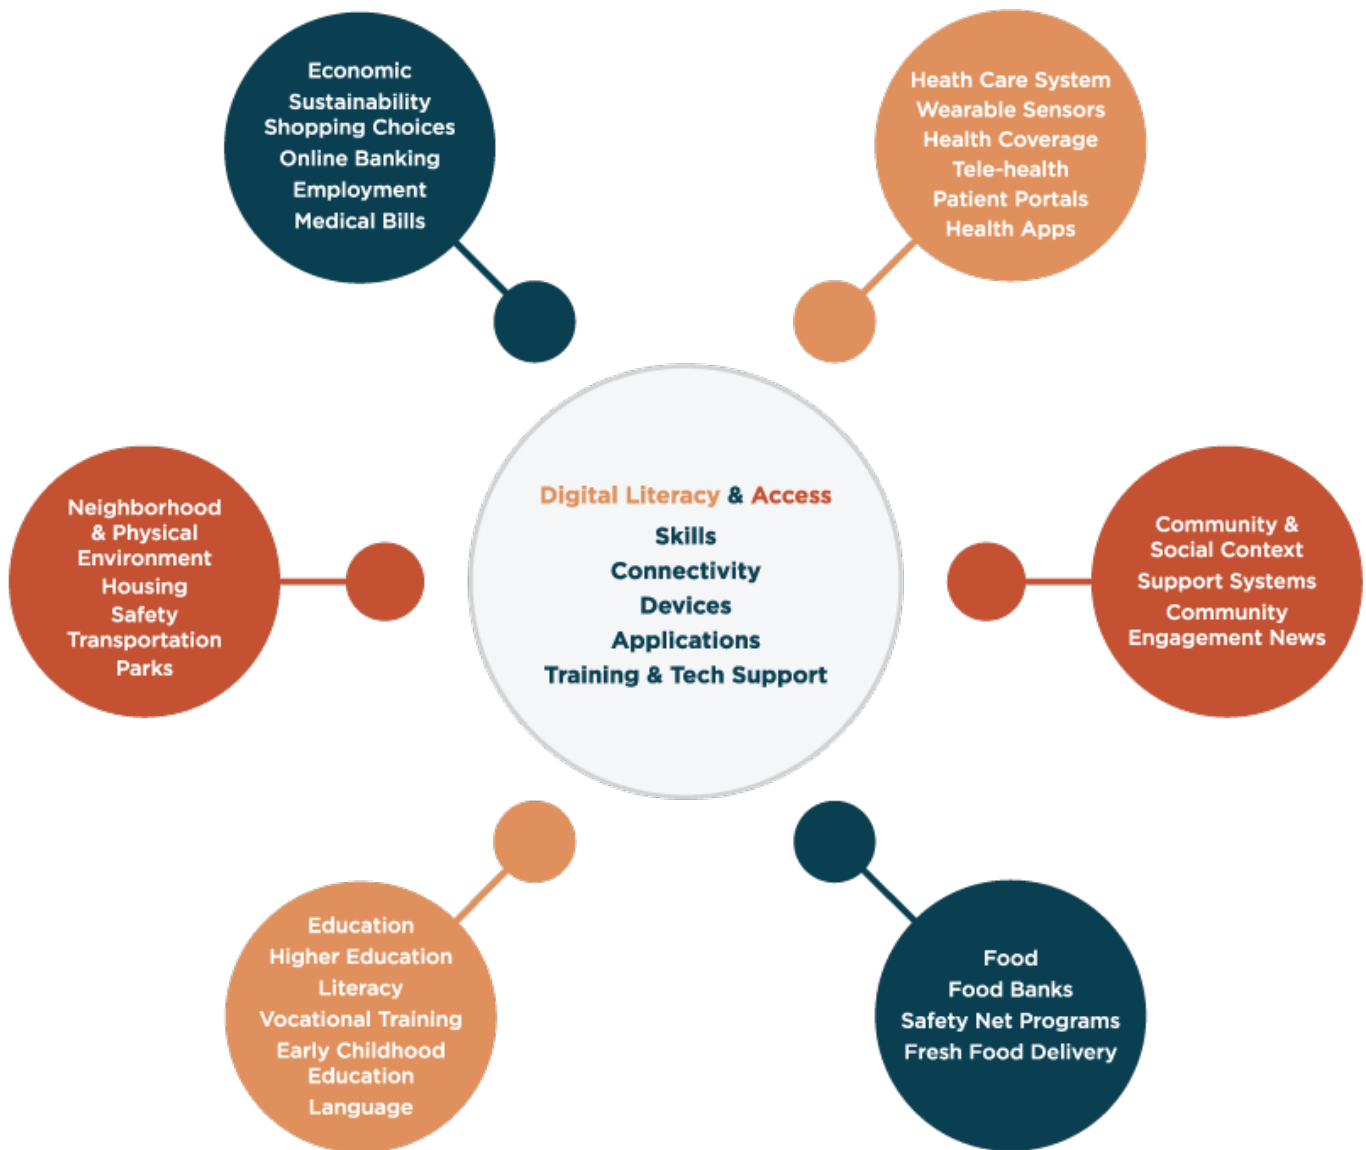 Economic
Sustainability
Shopping Choices
Online Banking
Employment
Medical Bills
Heath Care System
Wearable Sensors
Health Coverage
Tele-health
Patient Portals
Health Apps
Neighborhood
& Physical
Environment
Housing
Safety
Transportation
Parks
Digital Literacy & Access
Skills
Connectivity
Devices
Applications
Training & Tech Support
Community &
Social Context
Support Systems
Community
Engagement News
Education
Higher Education
Literacy
Vocational Training
Early Childhood
Education
Language
Food
Food Banks
Safety Net Programs
Fresh Food Delivery